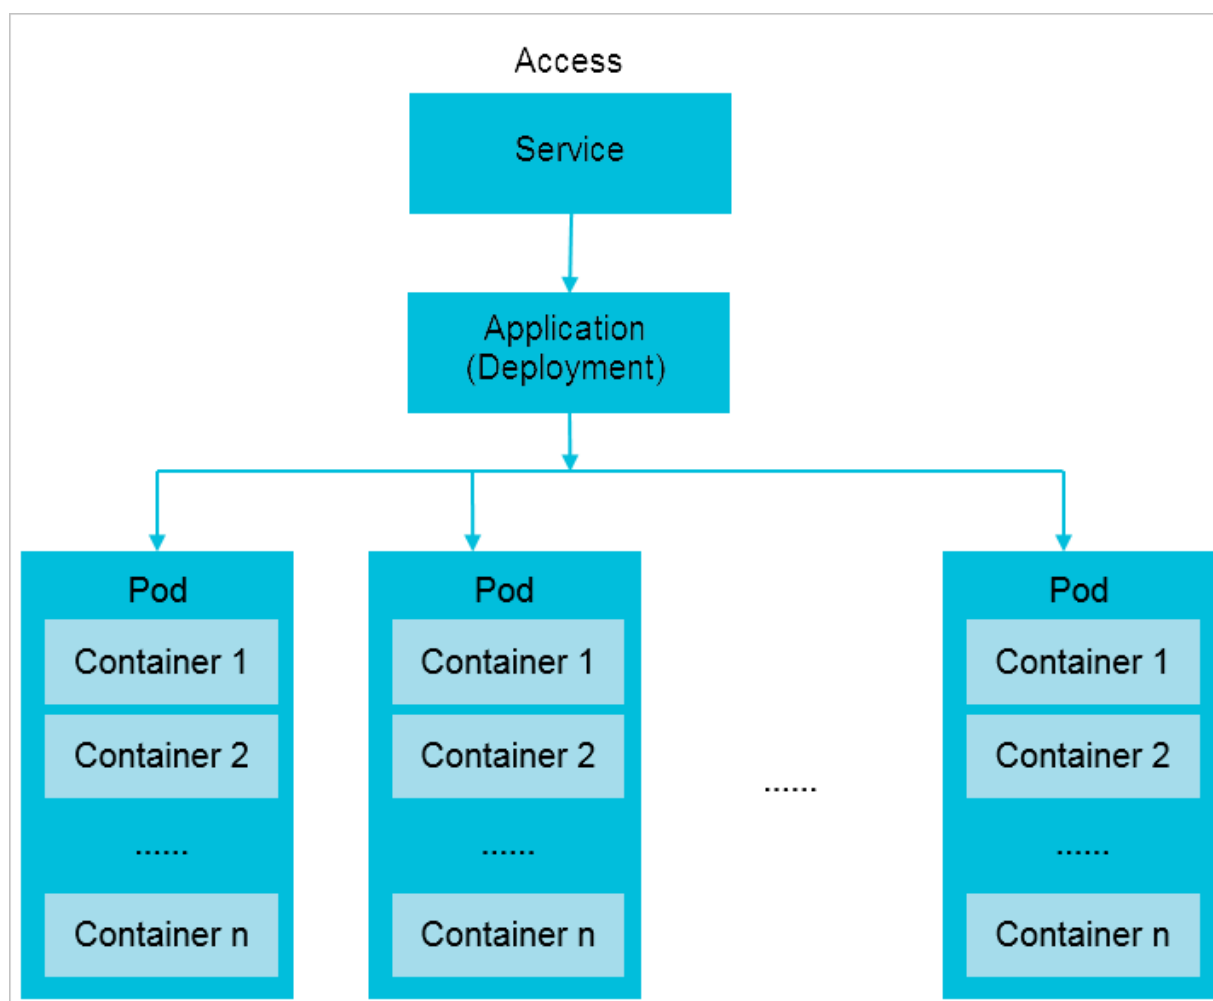 Access
Service
Application
(Deployment)
Pod
Container 1
Container 2
......
Container n
Pod
Container 1
Container 2
......
Container n
......
Pod
Container 1
Container 2
......
Container n